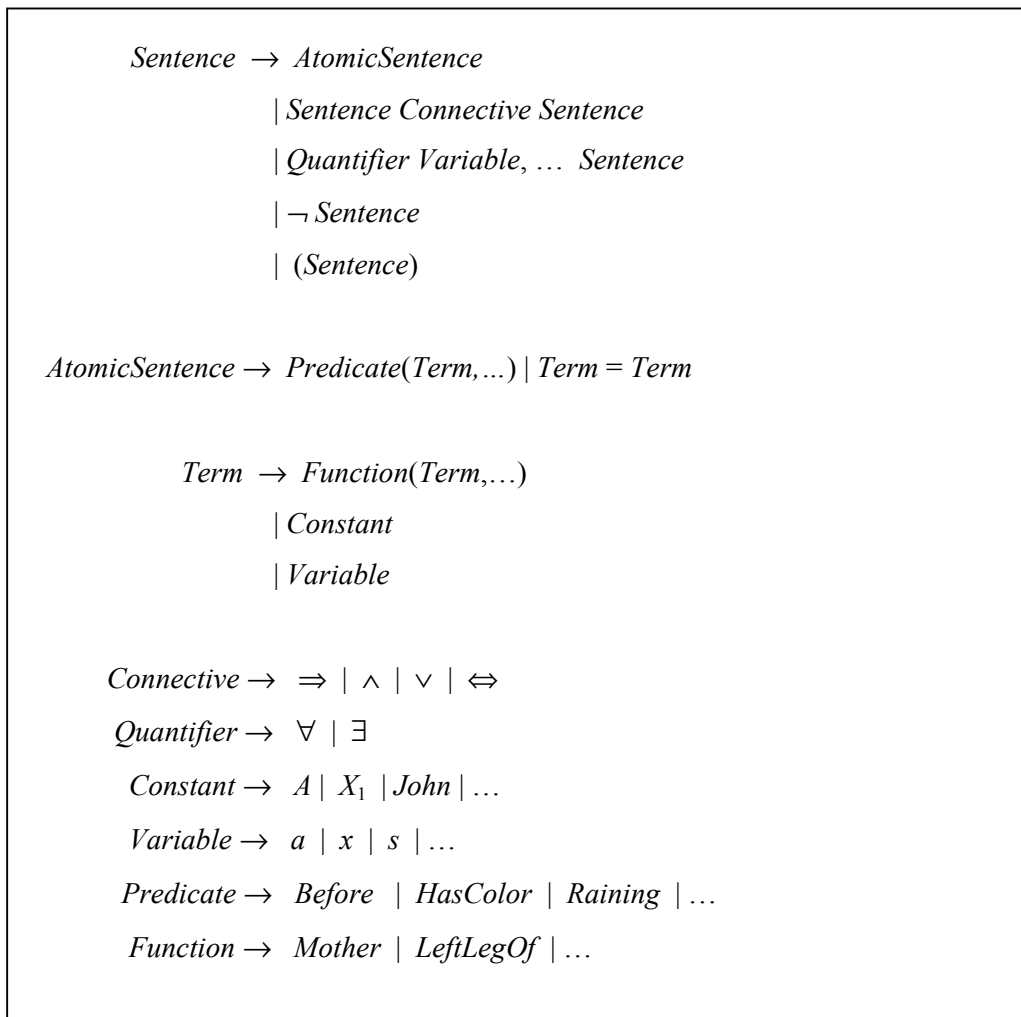 Sentence → AtomicSentence
| Sentence Connective Sentence
| Quantifier Variable, … Sentence
| ¬ Sentence
| (Sentence)
AtomicSentence → Predicate(Term,...) | Term = Term
Term → Function(Term,…)
| Constant
| Variable
Connective → ⇒ | ∧ | ∨ | ⇔
Quantifier → ∀ | ∃
Constant → A | X₁ | John | …
Variable → a | x | s | …
Predicate → Before | HasColor | Raining | …
Function → Mother | LeftLegOf | …